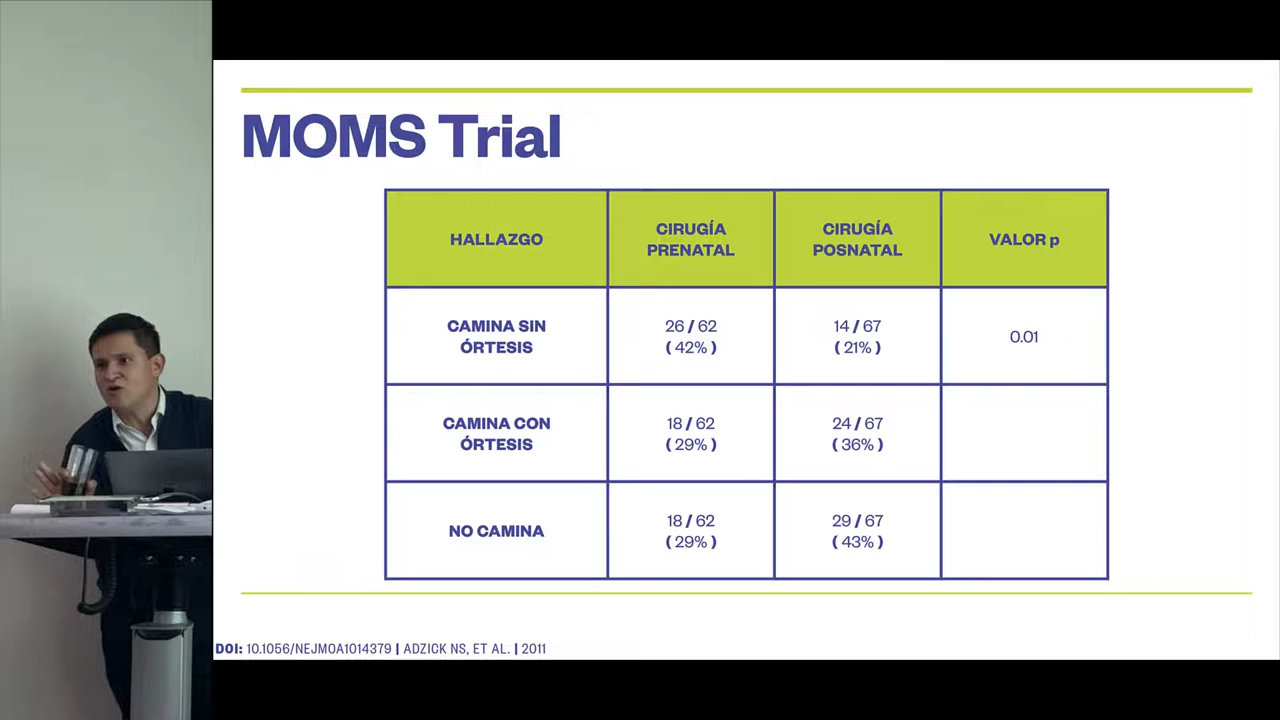 MOMS Trial
HALLAZGO
CIRUGÍA
PRENATAL
CIRUGÍA
POSNATAL
VALOR p
CAMINA SIN
ÓRTESIS
26 / 62
( 42% )
14 / 67
( 21% )
0.01
CAMINA CON
ÓRTESIS
18 / 62
( 29% )
24 / 67
( 36% )
NO CAMINA
18 / 62
( 29% )
29 / 67
( 43% )
DOI: 10.1056/NEJMOA1014379 | ADZICK NS, ET AL. | 2011